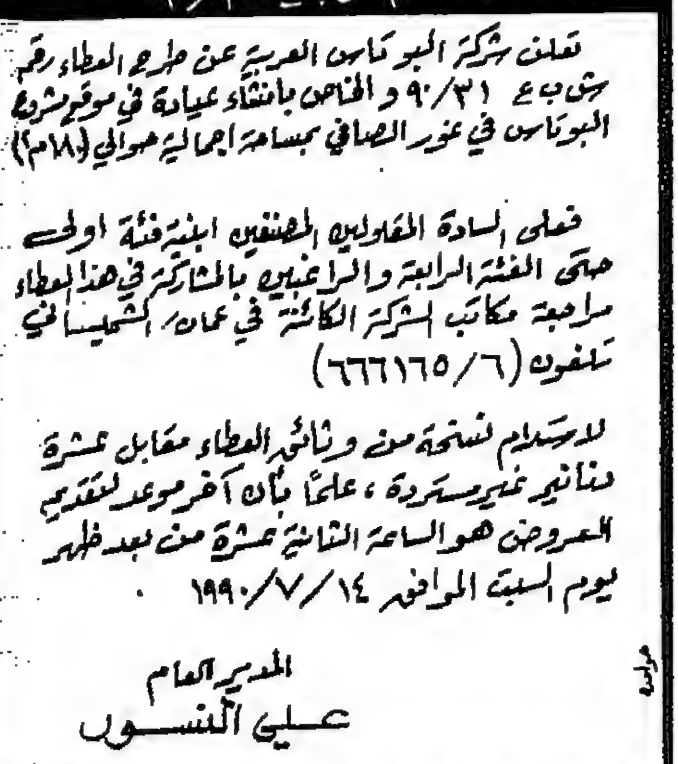 تعلن شركة البوتاس العربية عن طرح العطاء رقم
ش ب ع ٩٠/٣١ و الخاص بانشاء عيادة في موقع مشروع
البوتاس في غور الصافي بمساحة اجمالية حوالي (١٨٠م٢)
فعلى السادة المقاولين المصنفين ابنية فئة اولى
حتى الفئة الرابعة والراغبين بالمشاركة في هذا العطاء
مراجعة مكاتب الشركة الكائنة في عمان/ الشميساني
تلفون (٦٦٦١٦٥/٦)
لاستلام نسخة من وثائق العطاء مقابل عشرة
دنانير غير مستردة ، علماً بأن آخر موعد لتقديم
العروض هو الساعة الثانية عشرة من بعد ظهر
يوم السبت الموافق ١٩٩٠/٧/١٤ .
المدير العام
علي النسور